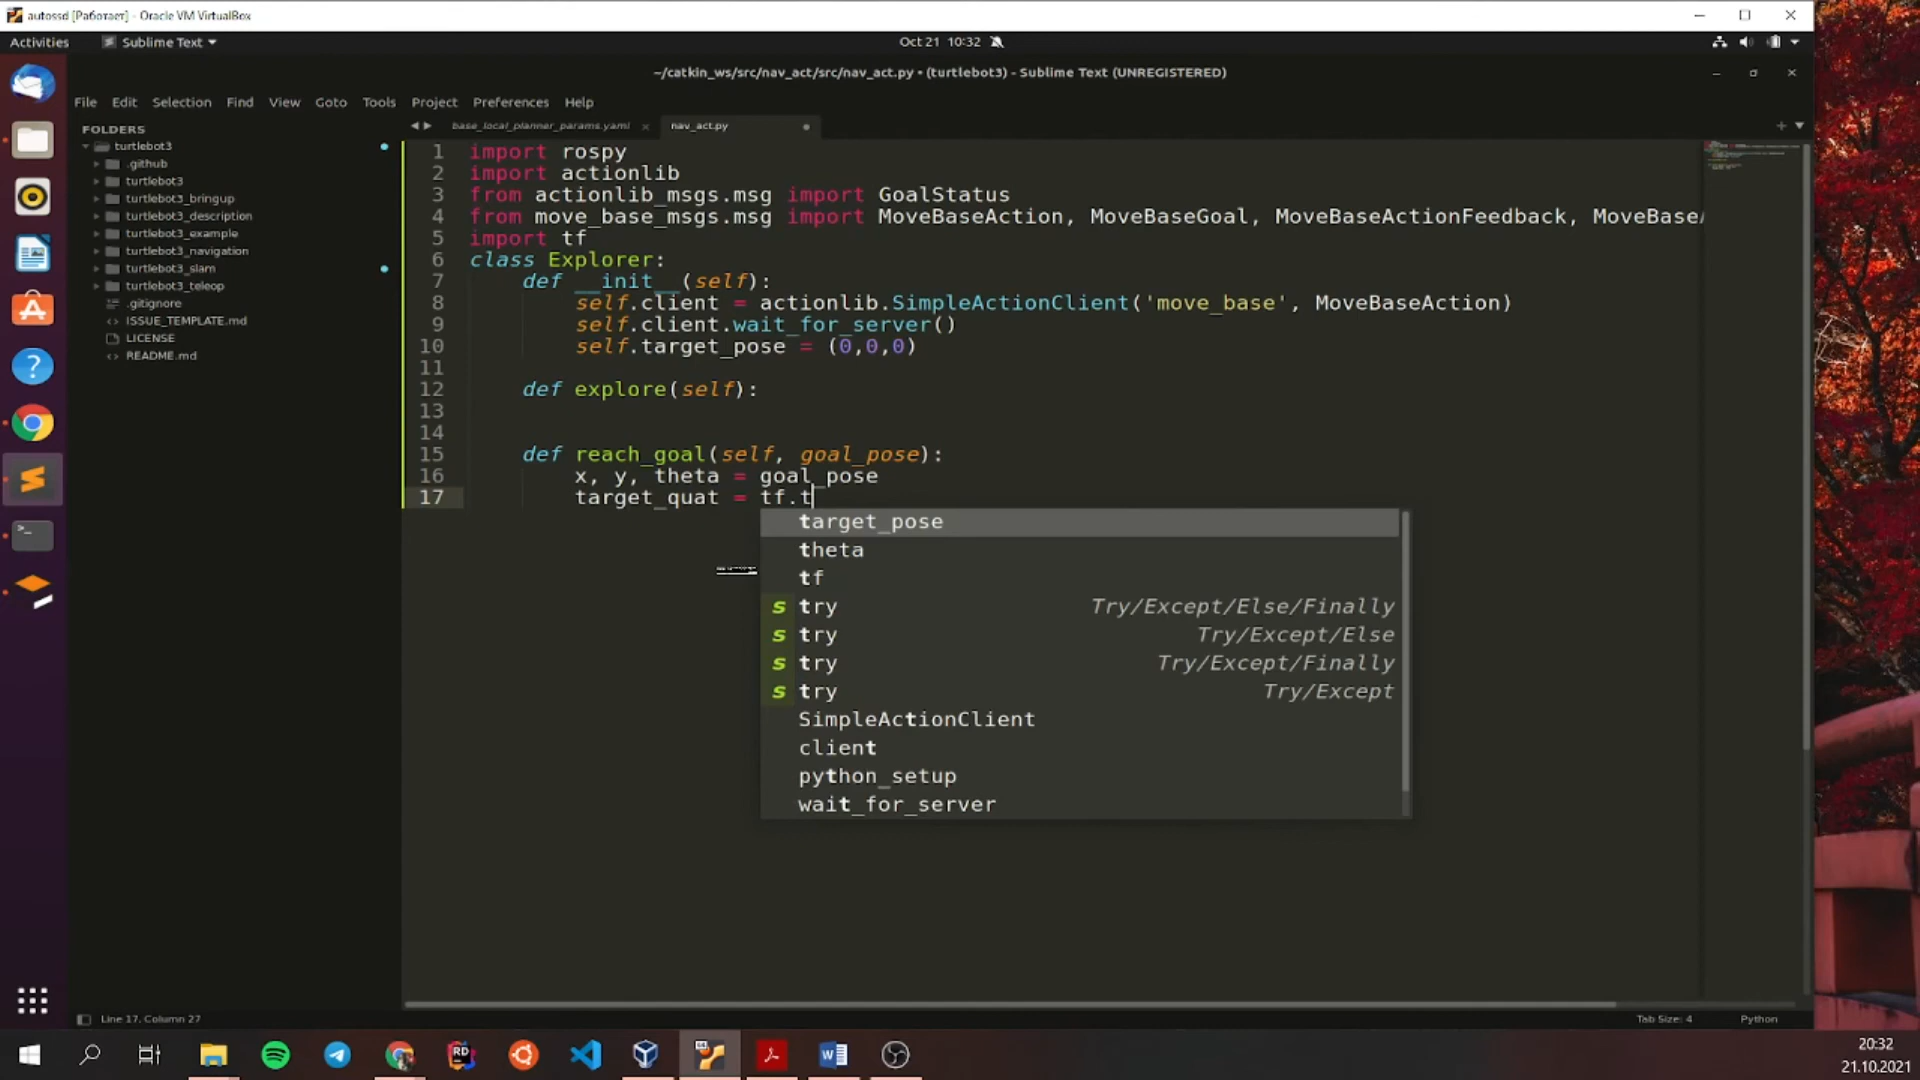 autossd [Работает] - Oracle VM VirtualBox
Activities
Sublime Text
Oct 21 10:32
~/catkin_ws/src/nav_act/src/nav_act.py • (turtlebot3) - Sublime Text (UNREGISTERED)
File Edit Selection Find View Goto Tools Project Preferences Help
FOLDERS
turtlebot3
.github
turtlebot3
turtlebot3_bringup
turtlebot3_description
turtlebot3_example
turtlebot3_navigation
turtlebot3_slam
turtlebot3_teleop
.gitignore
ISSUE_TEMPLATE.md
LICENSE
README.md
base_local_planner_params.yaml
nav_act.py
1 import rospy
2 import actionlib
3 from actionlib_msgs.msg import GoalStatus
4 from move_base_msgs.msg import MoveBaseAction, MoveBaseGoal, MoveBaseActionFeedback, MoveBaseA
5 import tf
6 class Explorer:
7 def __init__(self):
8 self.client = actionlib.SimpleActionClient('move_base', MoveBaseAction)
9 self.client.wait_for_server()
10 self.target_pose = (0,0,0)
11
12 def explore(self):
13
14
15 def reach_goal(self, goal_pose):
16 x, y, theta = goal_pose
17 target_quat = tf.t
target_pose
theta
tf
s try Try/Except/Else/Finally
s try Try/Except/Else
s try Try/Except/Finally
s try Try/Except
SimpleActionClient
client
python_setup
wait_for_server
Line 17, Column 27
Tab Size: 4
Python
20:32
21.10.2021